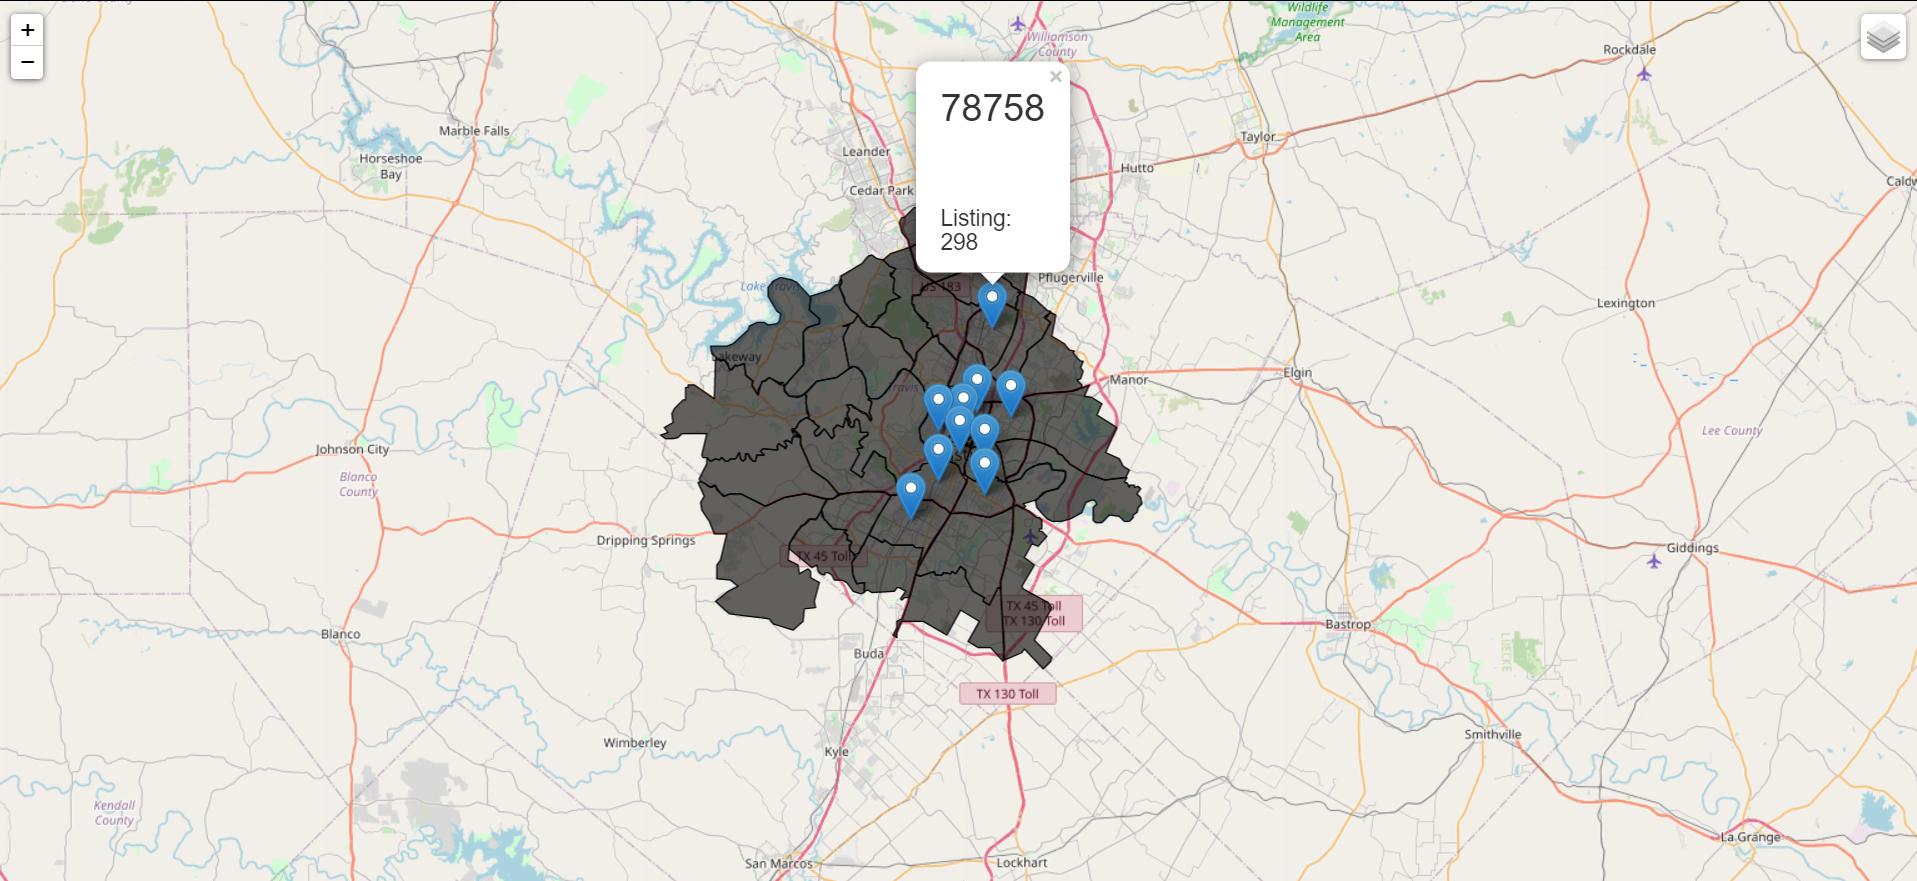 +
−
Wildlife
Management
Area
Williamson
County
Rockdale
×
78758
Marble Falls
Taylor
Leander
Horseshoe
Bay
Hutto
Cedar Park
Listing:
298
Pflugerville
Lake Travis
US 183
Lexington
Lakeway
Elgin
Manor
Travis
Lee County
Johnson City
Blanco
County
Dripping Springs
TX 45 Toll
Giddings
TX 45 Toll
TX 130 Toll
Bastrop
Blanco
Buda
TX 130 Toll
Smithville
Wimberley
Kyle
Kendall
County
La Grange
San Marcos
Lockhart